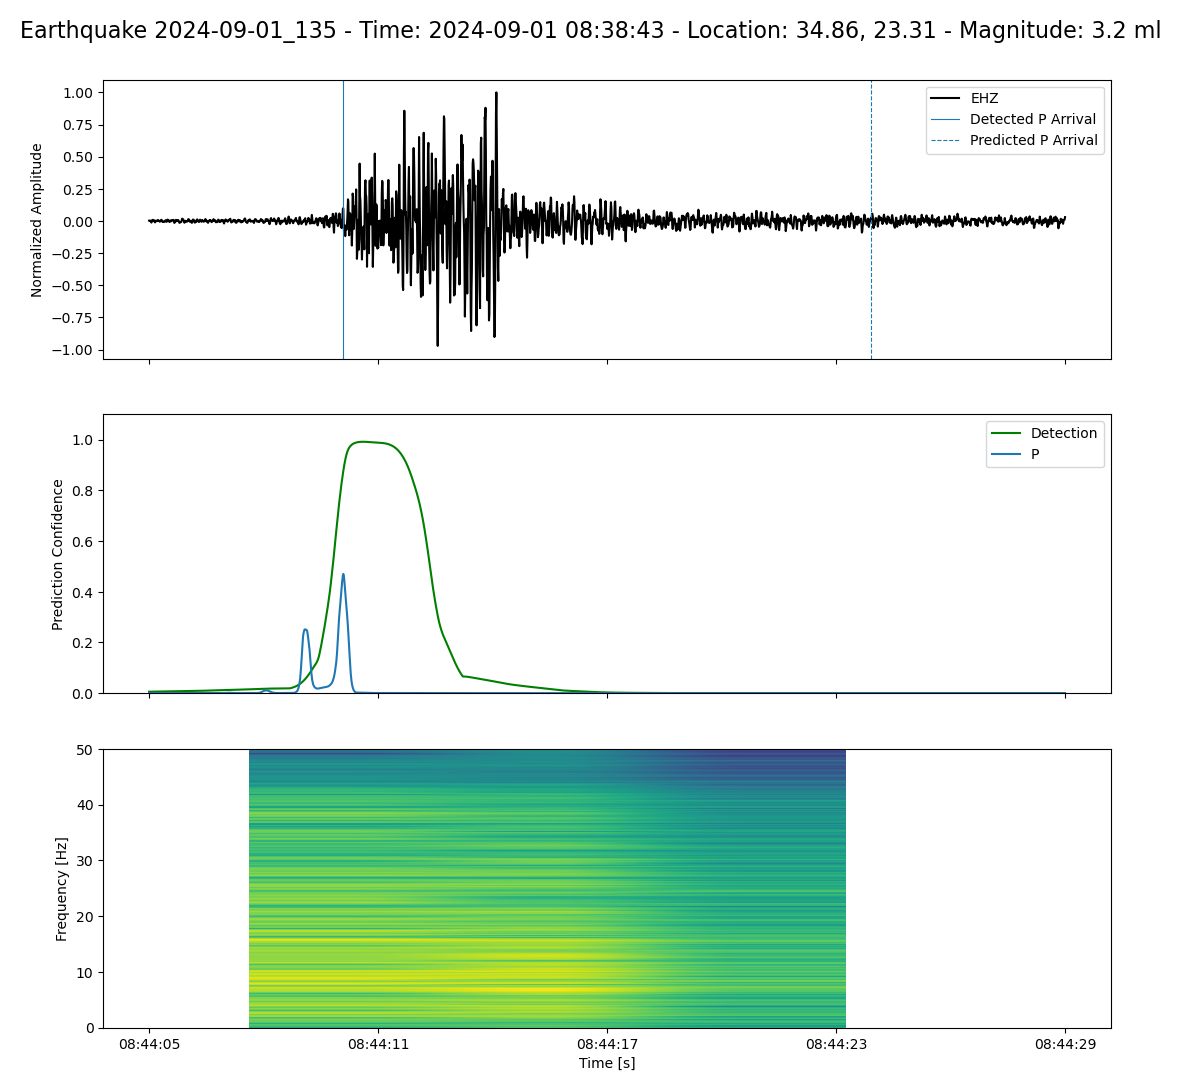 Earthquake 2024-09-01_135 - Time: 2024-09-01 08:38:43 - Location: 34.86, 23.31 - Magnitude: 3.2 ml
Normalized Amplitude
1.00
0.75
0.50
0.25
0.00
−0.25
−0.50
−0.75
−1.00
EHZ
Detected P Arrival
Predicted P Arrival
Prediction Confidence
1.0
0.8
0.6
0.4
0.2
0.0
Detection
P
Frequency [Hz]
50
40
30
20
10
0
08:44:05 08:44:11 08:44:17 08:44:23 08:44:29
Time [s]